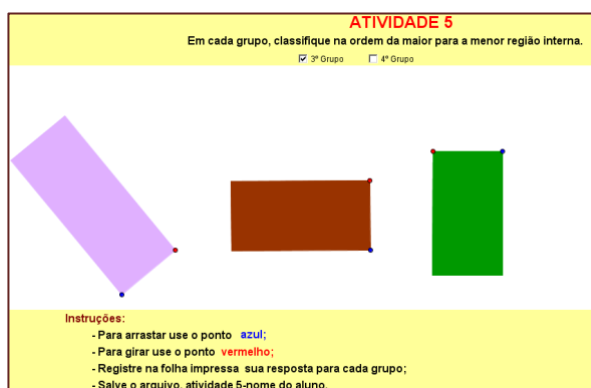 ATIVIDADE 5
Em cada grupo, classifique na ordem da maior para a menor região interna.
3º Grupo 4º Grupo
Instruções:
- Para arrastar use o ponto azul;
- Para girar use o ponto vermelho;
- Registre na folha impressa sua resposta para cada grupo;
- Salve o arquivo, atividade 5-nome do aluno.